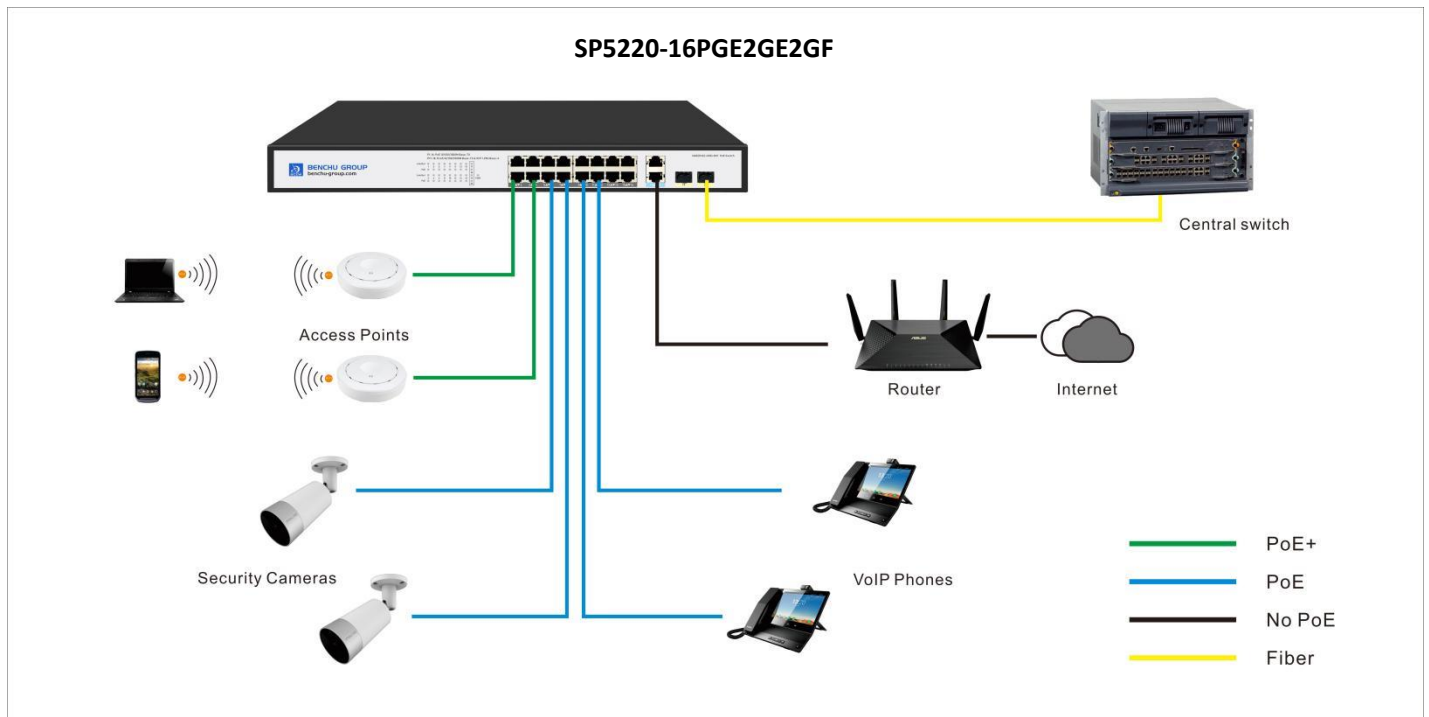 SP5220-16PGE2GE2GF
BENCHU GROUP
benchu-group.com
Central switch
Access Points
Router
Internet
Security Cameras
VoIP Phones
PoE+
PoE
No PoE
Fiber